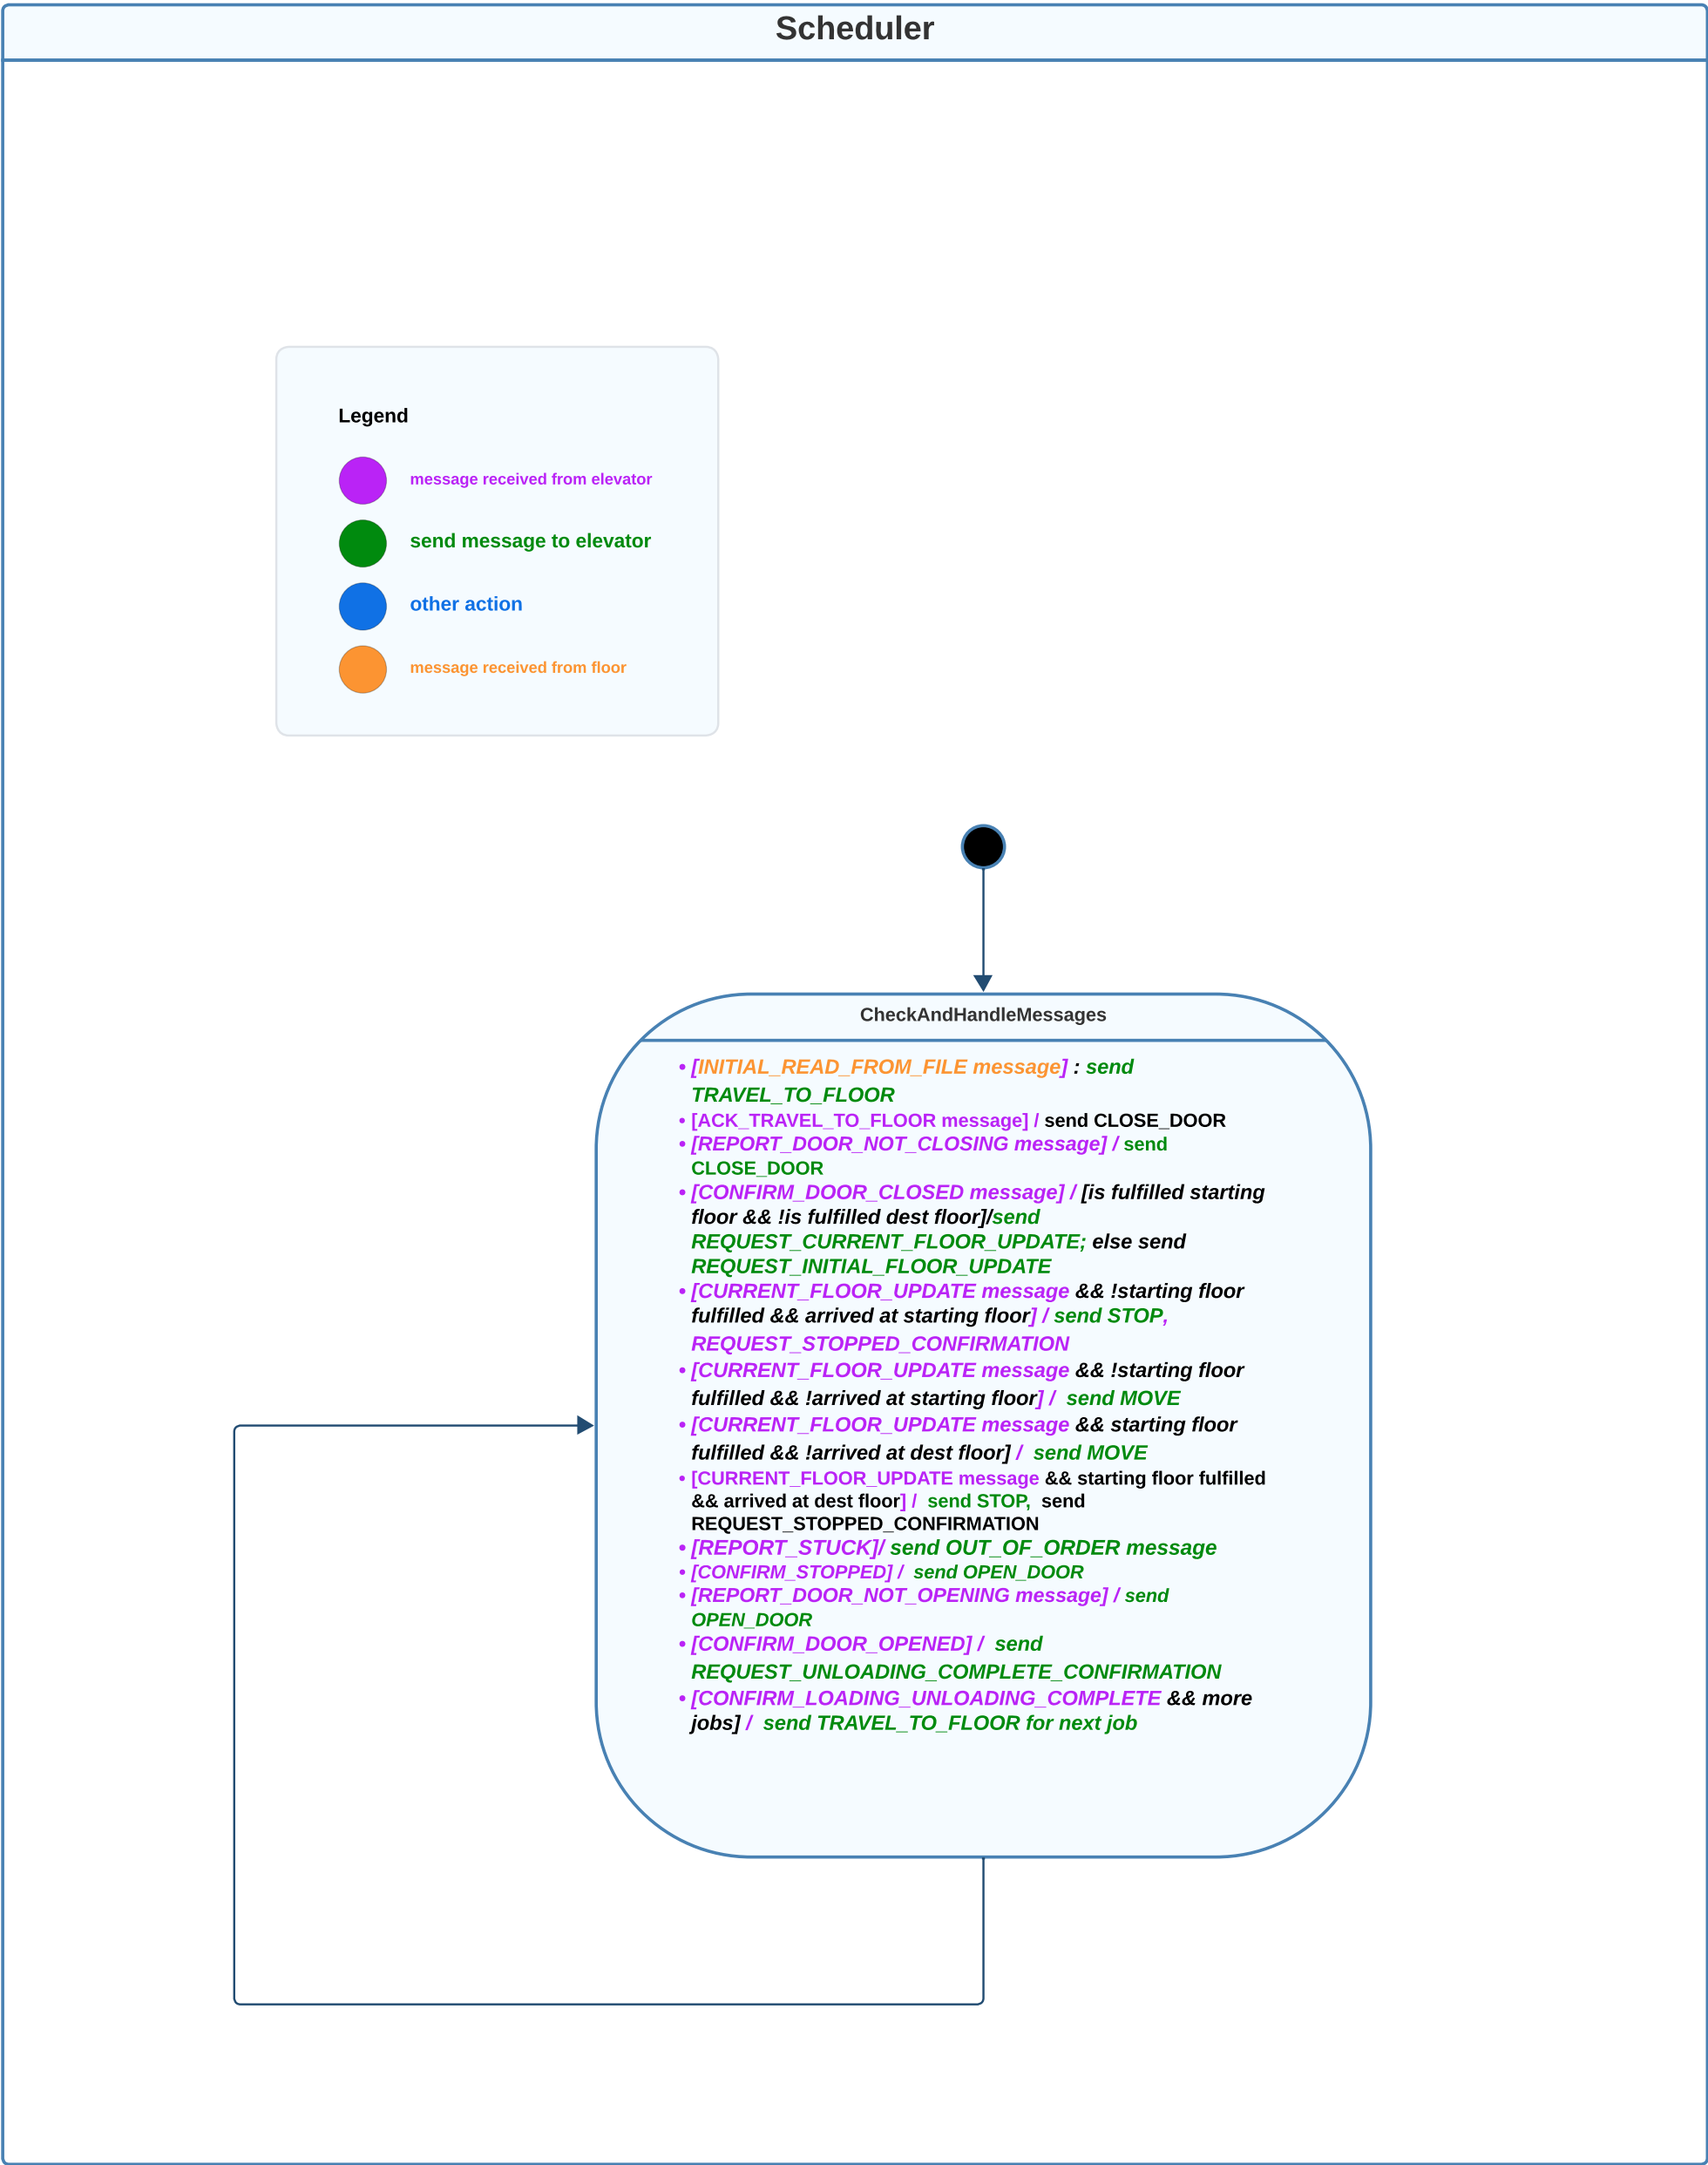 Scheduler
Legend
message received from elevator
send message to elevator
other action
message received from floor
CheckAndHandleMessages
• [INITIAL_READ_FROM_FILE message] : send
TRAVEL_TO_FLOOR
• [ACK_TRAVEL_TO_FLOOR message] / send CLOSE_DOOR
• [REPORT_DOOR_NOT_CLOSING message] / send
CLOSE_DOOR
• [CONFIRM_DOOR_CLOSED message] / [is fulfilled starting
floor && !is fulfilled dest floor]/send
REQUEST_CURRENT_FLOOR_UPDATE; else send
REQUEST_INITIAL_FLOOR_UPDATE
• [CURRENT_FLOOR_UPDATE message && !starting floor
fulfilled && arrived at starting floor] / send STOP,
REQUEST_STOPPED_CONFIRMATION
• [CURRENT_FLOOR_UPDATE message && !starting floor
fulfilled && !arrived at starting floor] / send MOVE
• [CURRENT_FLOOR_UPDATE message && starting floor
fulfilled && !arrived at dest floor] / send MOVE
• [CURRENT_FLOOR_UPDATE message && starting floor fulfilled
&& arrived at dest floor] / send STOP, send
REQUEST_STOPPED_CONFIRMATION
• [REPORT_STUCK]/ send OUT_OF_ORDER message
• [CONFIRM_STOPPED] / send OPEN_DOOR
• [REPORT_DOOR_NOT_OPENING message] / send
OPEN_DOOR
• [CONFIRM_DOOR_OPENED] / send
REQUEST_UNLOADING_COMPLETE_CONFIRMATION
• [CONFIRM_LOADING_UNLOADING_COMPLETE && more
jobs] / send TRAVEL_TO_FLOOR for next job